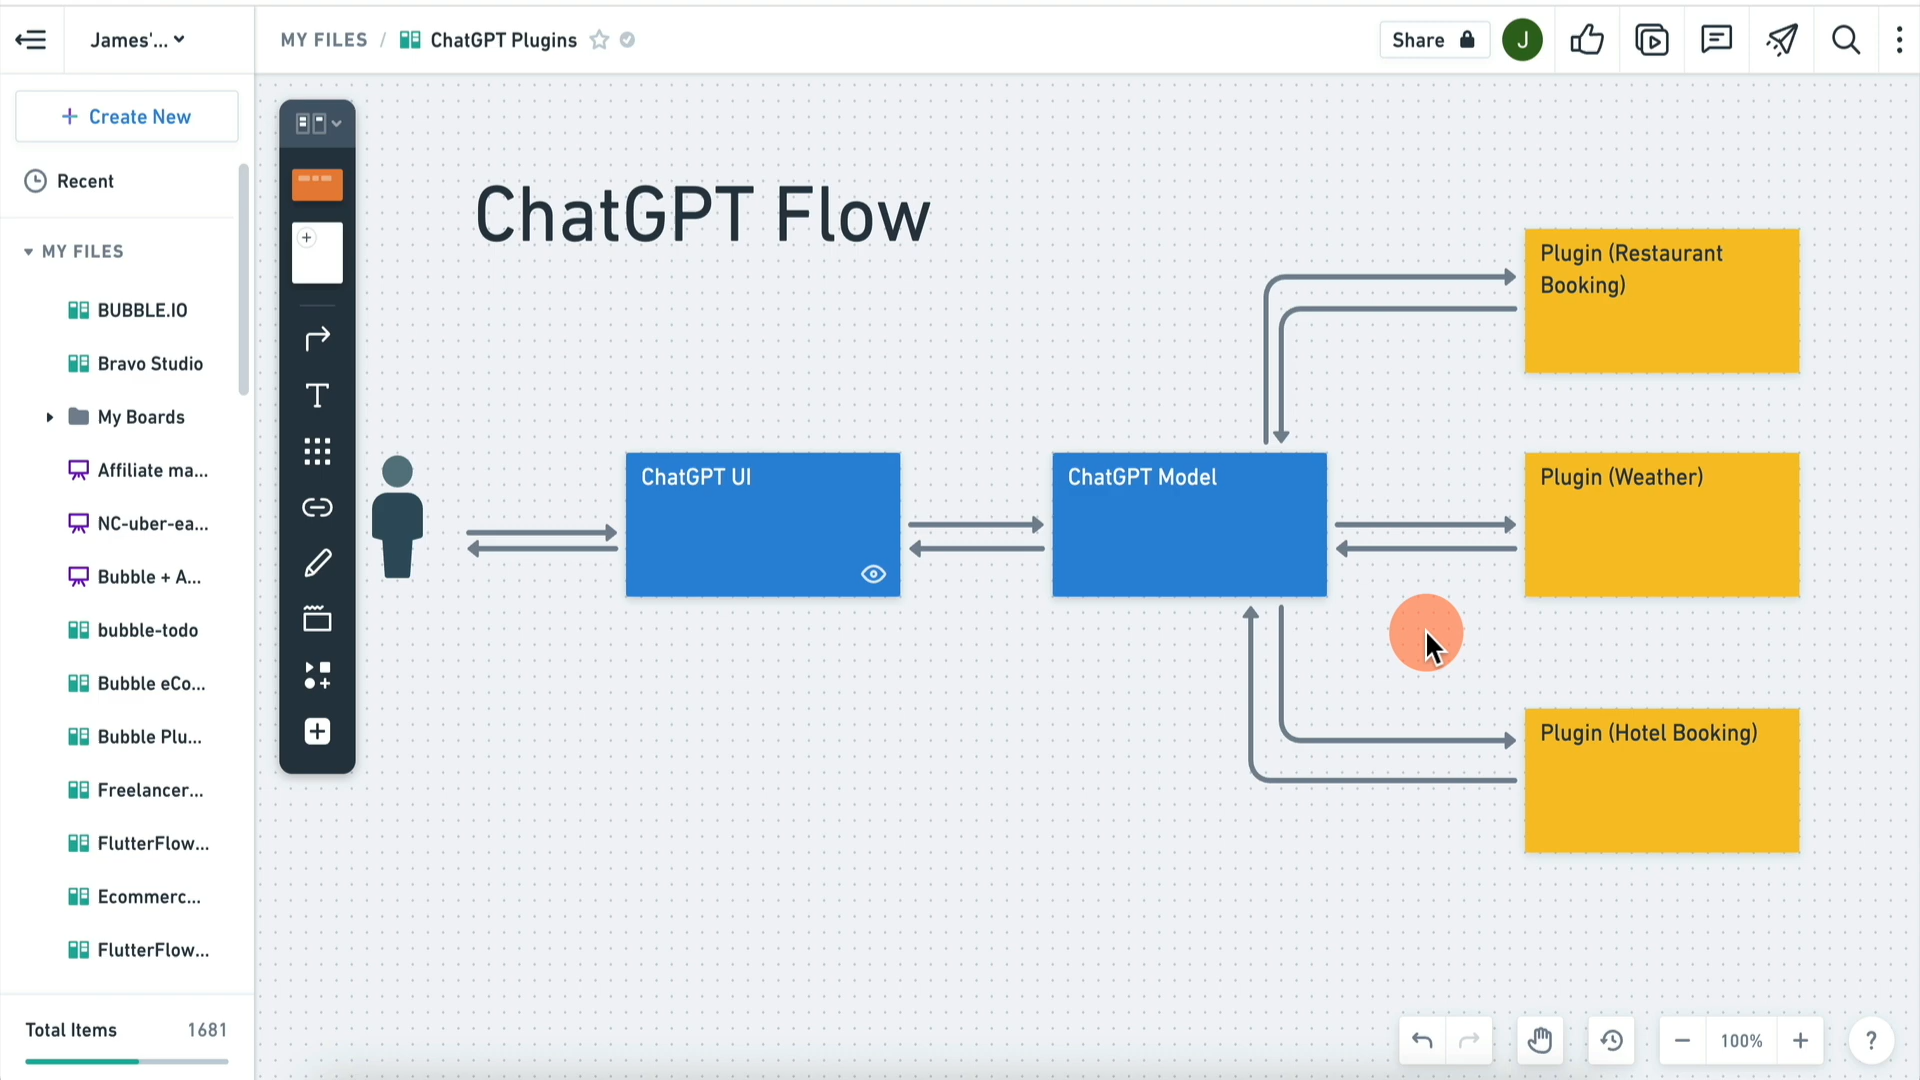 James'...
MY FILES / ChatGPT Plugins
Share
J
Create New
Recent
MY FILES
BUBBLE.IO
Bravo Studio
My Boards
Affiliate ma...
NC-uber-ea...
Bubble + A...
bubble-todo
Bubble eCo...
Bubble Plu...
Freelancer...
FlutterFlow...
Ecommerc...
FlutterFlow...
Total Items 1681
ChatGPT Flow
ChatGPT UI
ChatGPT Model
Plugin (Restaurant
Booking)
Plugin (Weather)
Plugin (Hotel Booking)
100%
?